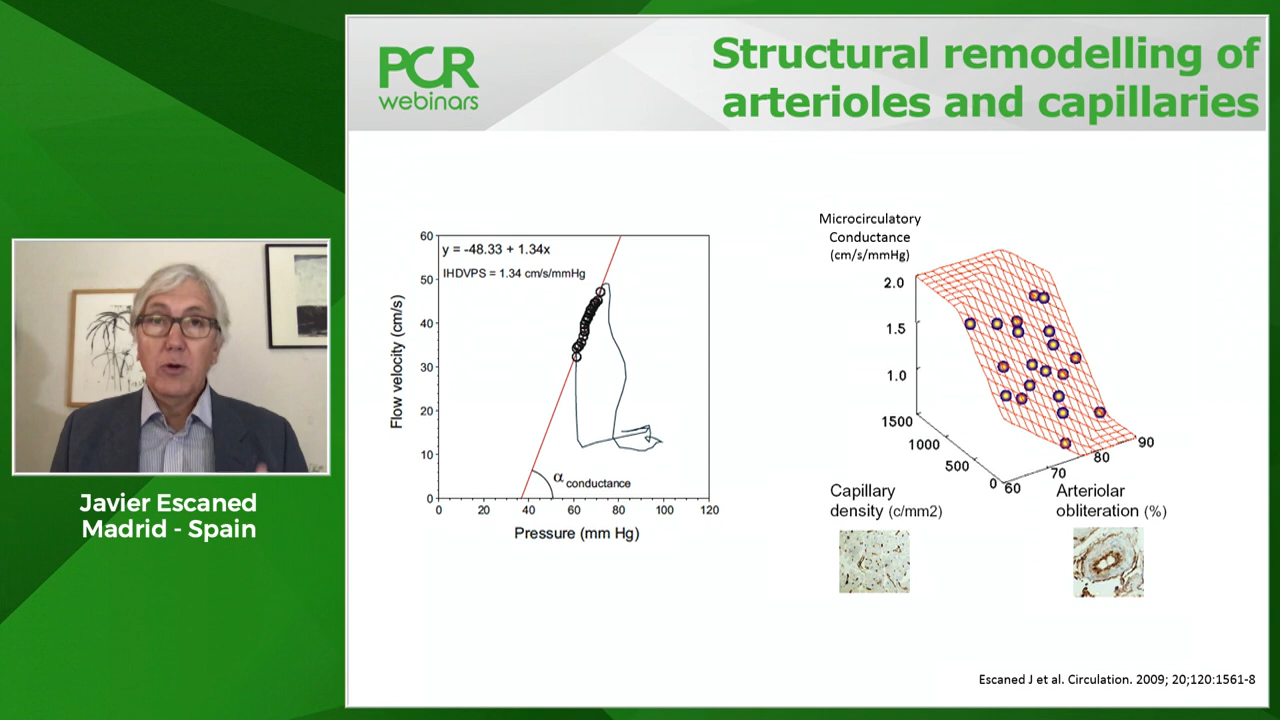 PCR
webinars
Structural remodelling of
arterioles and capillaries
Javier Escaned
Madrid - Spain
y = -48.33 + 1.34x
IHDVPS = 1.34 cm/s/mmHg
Flow velocity (cm/s)
60
50
40
30
20
10
0
α conductance
0 20 40 60 80 100 120
Pressure (mm Hg)
Microcirculatory
Conductance
(cm/s/mmHg)
2.0
1.5
1.0
1500
1000
500
0
60
70
80
90
Capillary
density (c/mm2)
Arteriolar
obliteration (%)
Escaned J et al. Circulation. 2009; 20;120:1561-8